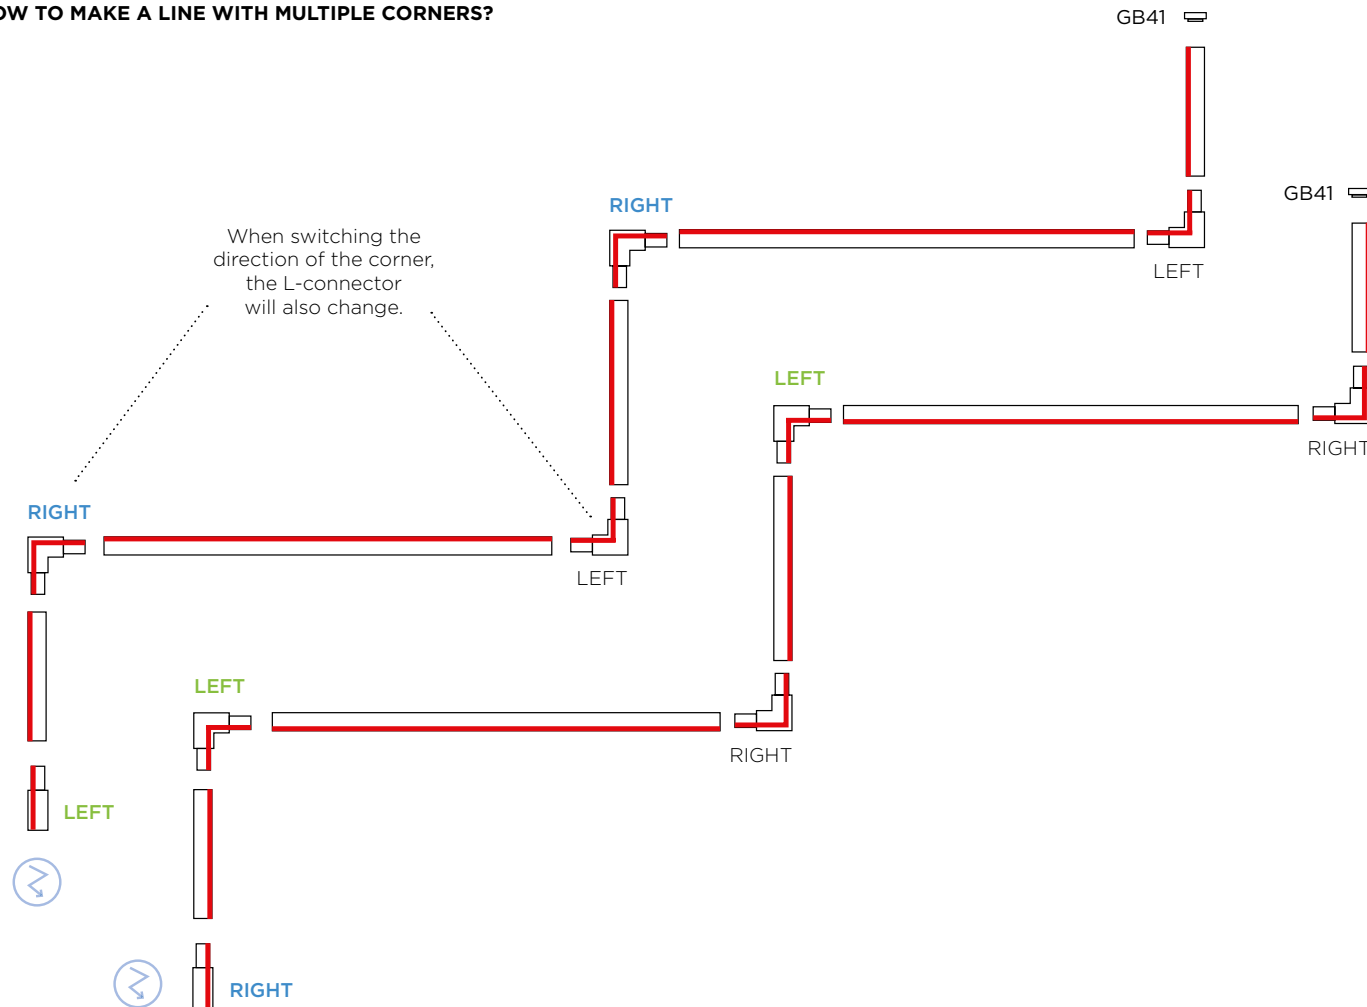 OW TO MAKE A LINE WITH MULTIPLE CORNERS?
GB41
GB41
RIGHT
When switching the
direction of the corner,
the L-connector
will also change.
LEFT
LEFT
RIGHT
RIGHT
LEFT
LEFT
RIGHT
LEFT
RIGHT